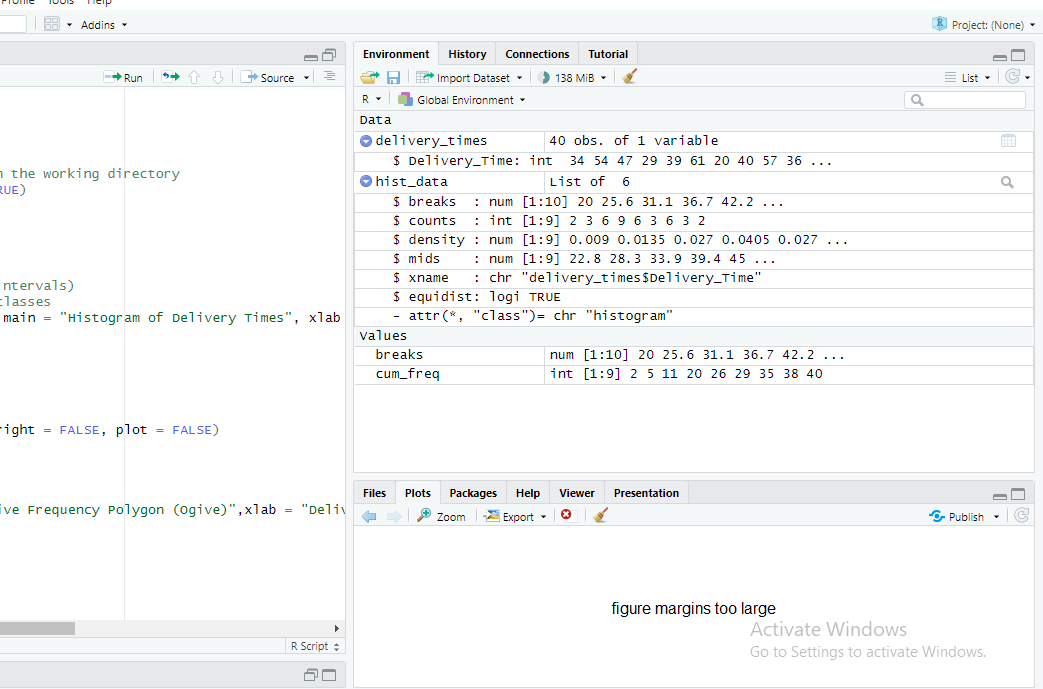 Profile Tools Help
Addins
Project: (None)
Run Source
n the working directory
RUE)
ntervals)
classes
main = "Histogram of Delivery Times", xlab
right = FALSE, plot = FALSE)
ive Frequency Polygon (Ogive)",xlab = "Deliv
R Script
Environment History Connections Tutorial
Import Dataset 138 MiB List
R Global Environment
Data
delivery_times 40 obs. of 1 variable
$ Delivery_Time: int 34 54 47 29 39 61 20 40 57 36 ...
hist_data List of 6
$ breaks : num [1:10] 20 25.6 31.1 36.7 42.2 ...
$ counts : int [1:9] 2 3 6 9 6 3 6 3 2
$ density : num [1:9] 0.009 0.0135 0.027 0.0405 0.027 ...
$ mids : num [1:9] 22.8 28.3 33.9 39.4 45 ...
$ xname : chr "delivery_times$Delivery_Time"
$ equidist: logi TRUE
- attr(*, "class")= chr "histogram"
Values
breaks num [1:10] 20 25.6 31.1 36.7 42.2 ...
cum_freq int [1:9] 2 5 11 20 26 29 35 38 40
Files Plots Packages Help Viewer Presentation
Zoom Export Publish
figure margins too large
Activate Windows
Go to Settings to activate Windows.